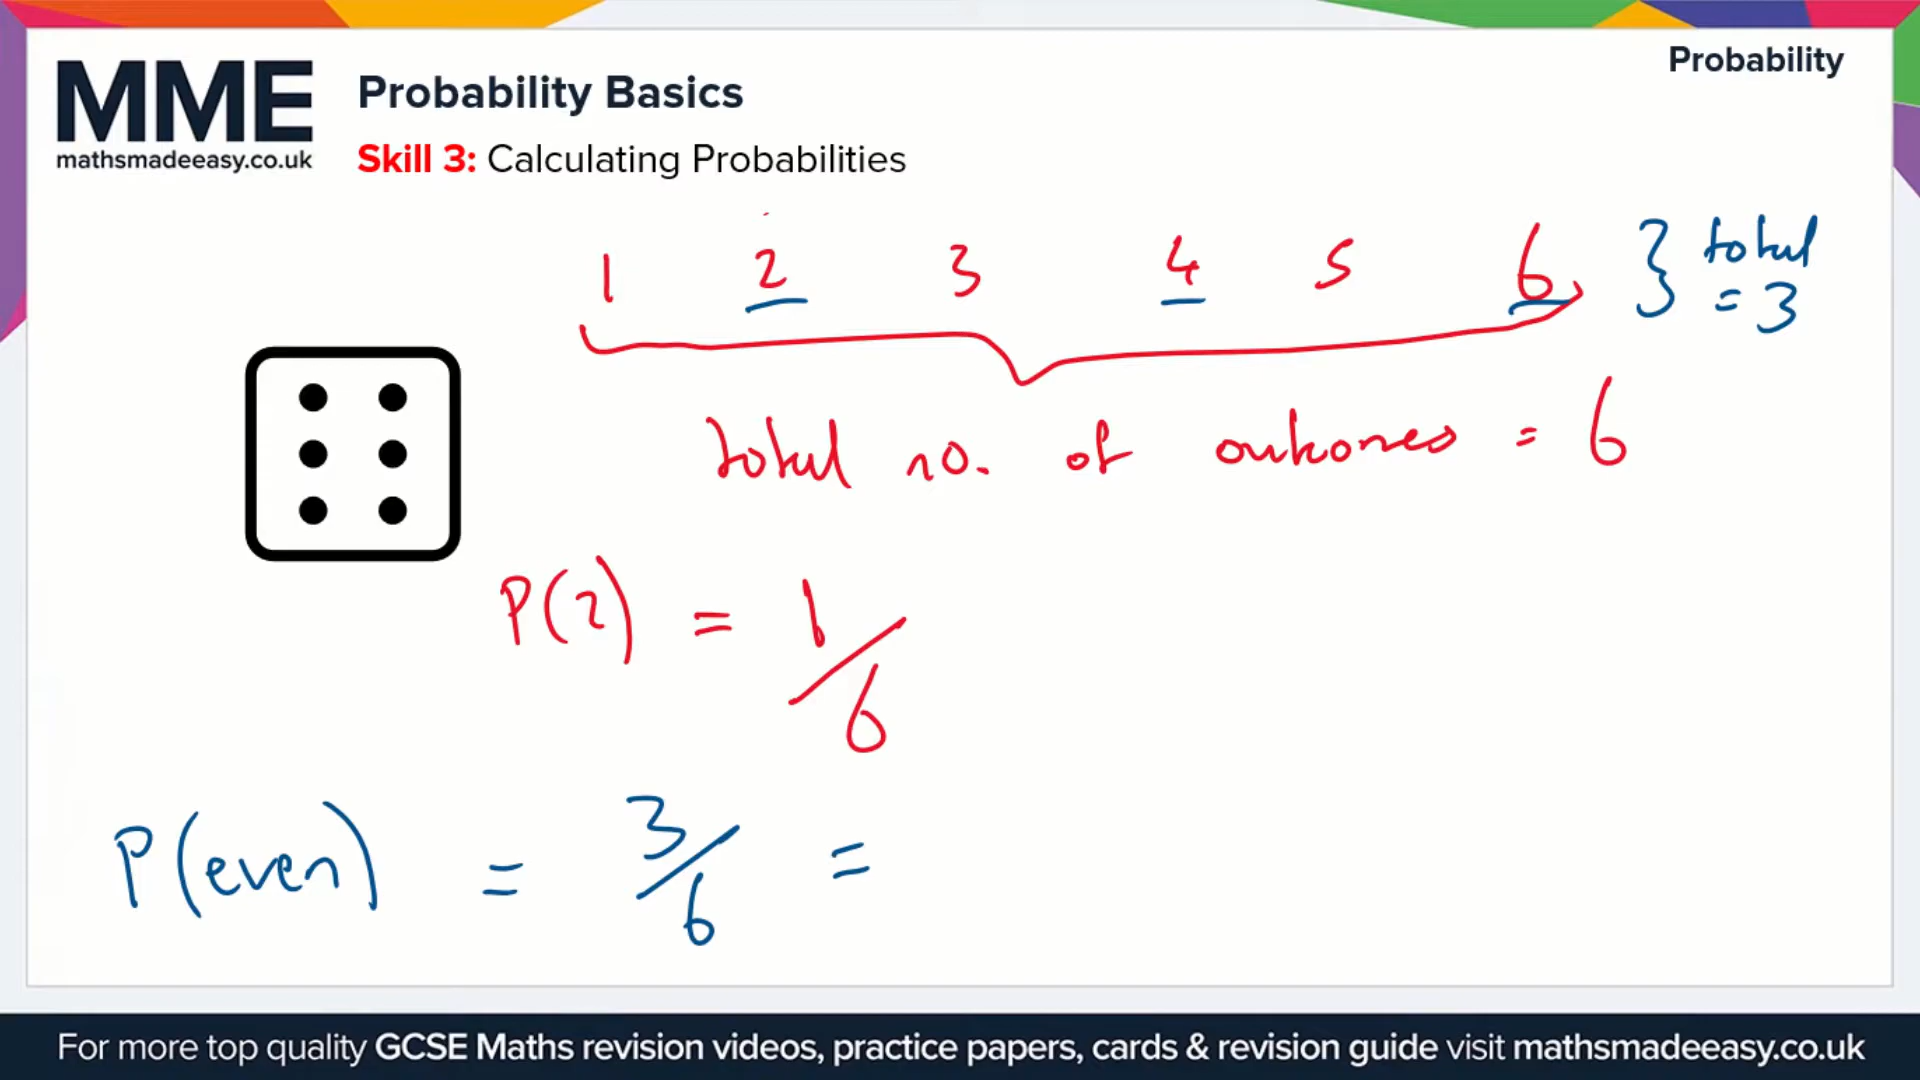 Probability
MME
mathsmadeeasy.co.uk
Probability Basics
Skill 3: Calculating Probabilities
1 2 3 4 5 6 } total
= 3
total no. of outcomes = 6
P(2) = 1/6
P(even) = 3/6 =
For more top quality GCSE Maths revision videos, practice papers, cards & revision guide visit mathsmadeeasy.co.uk